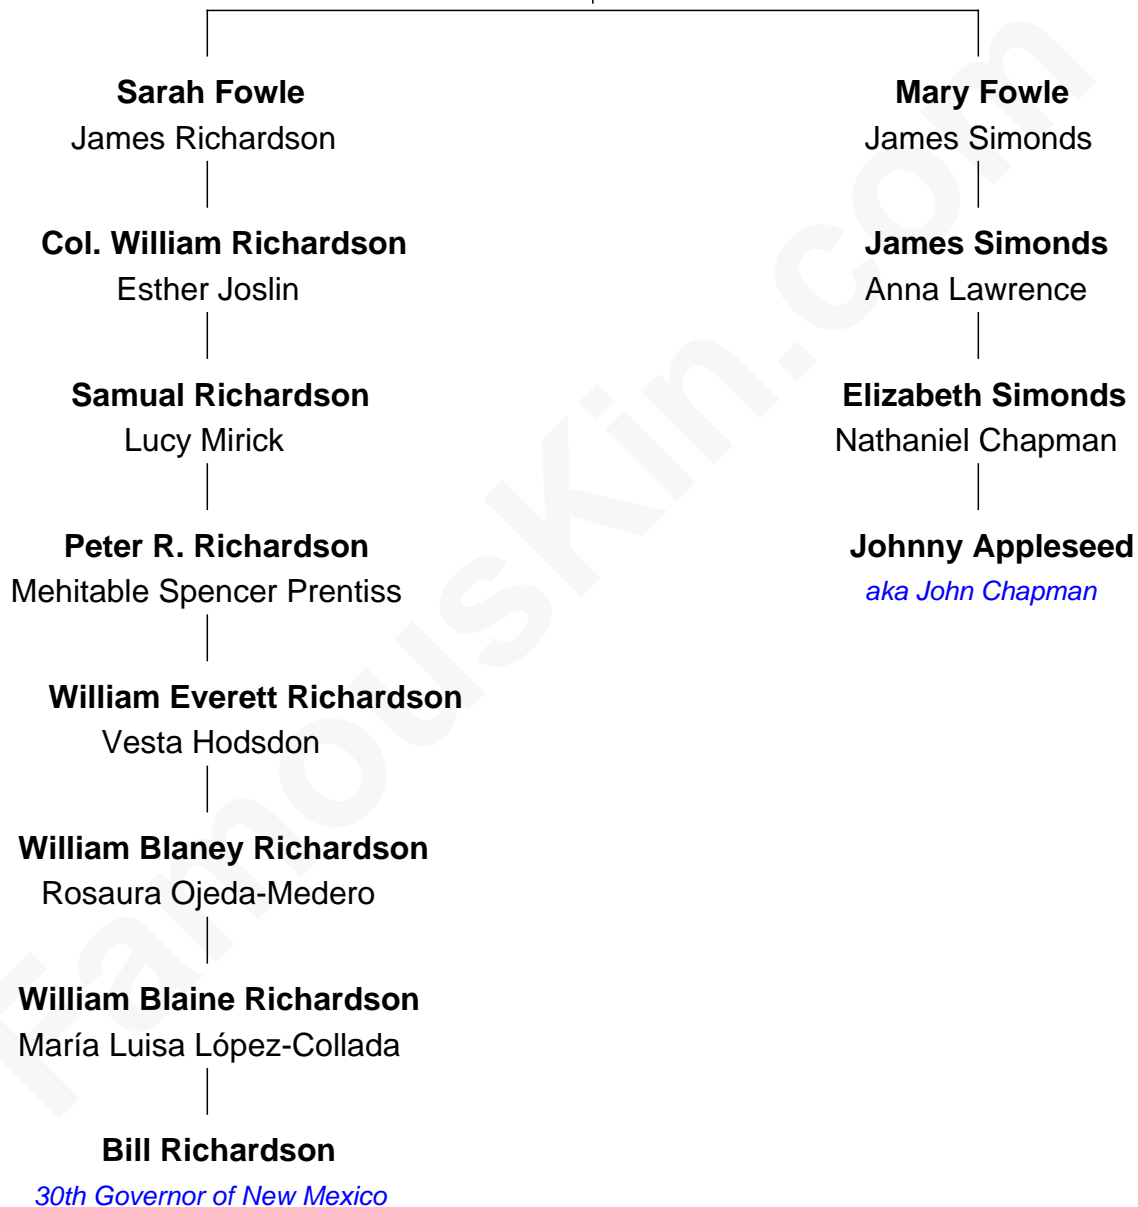 Sarah Fowle
James Richardson
Mary Fowle
James Simonds
Col. William Richardson
Esther Joslin
James Simonds
Anna Lawrence
Samual Richardson
Lucy Mirick
Elizabeth Simonds
Nathaniel Chapman
Peter R. Richardson
Mehitable Spencer Prentiss
Johnny Appleseed
aka John Chapman
William Everett Richardson
Vesta Hodsdon
William Blaney Richardson
Rosaura Ojeda-Medero
William Blaine Richardson
María Luisa López-Collada
Bill Richardson
30th Governor of New Mexico
FamousKin.com